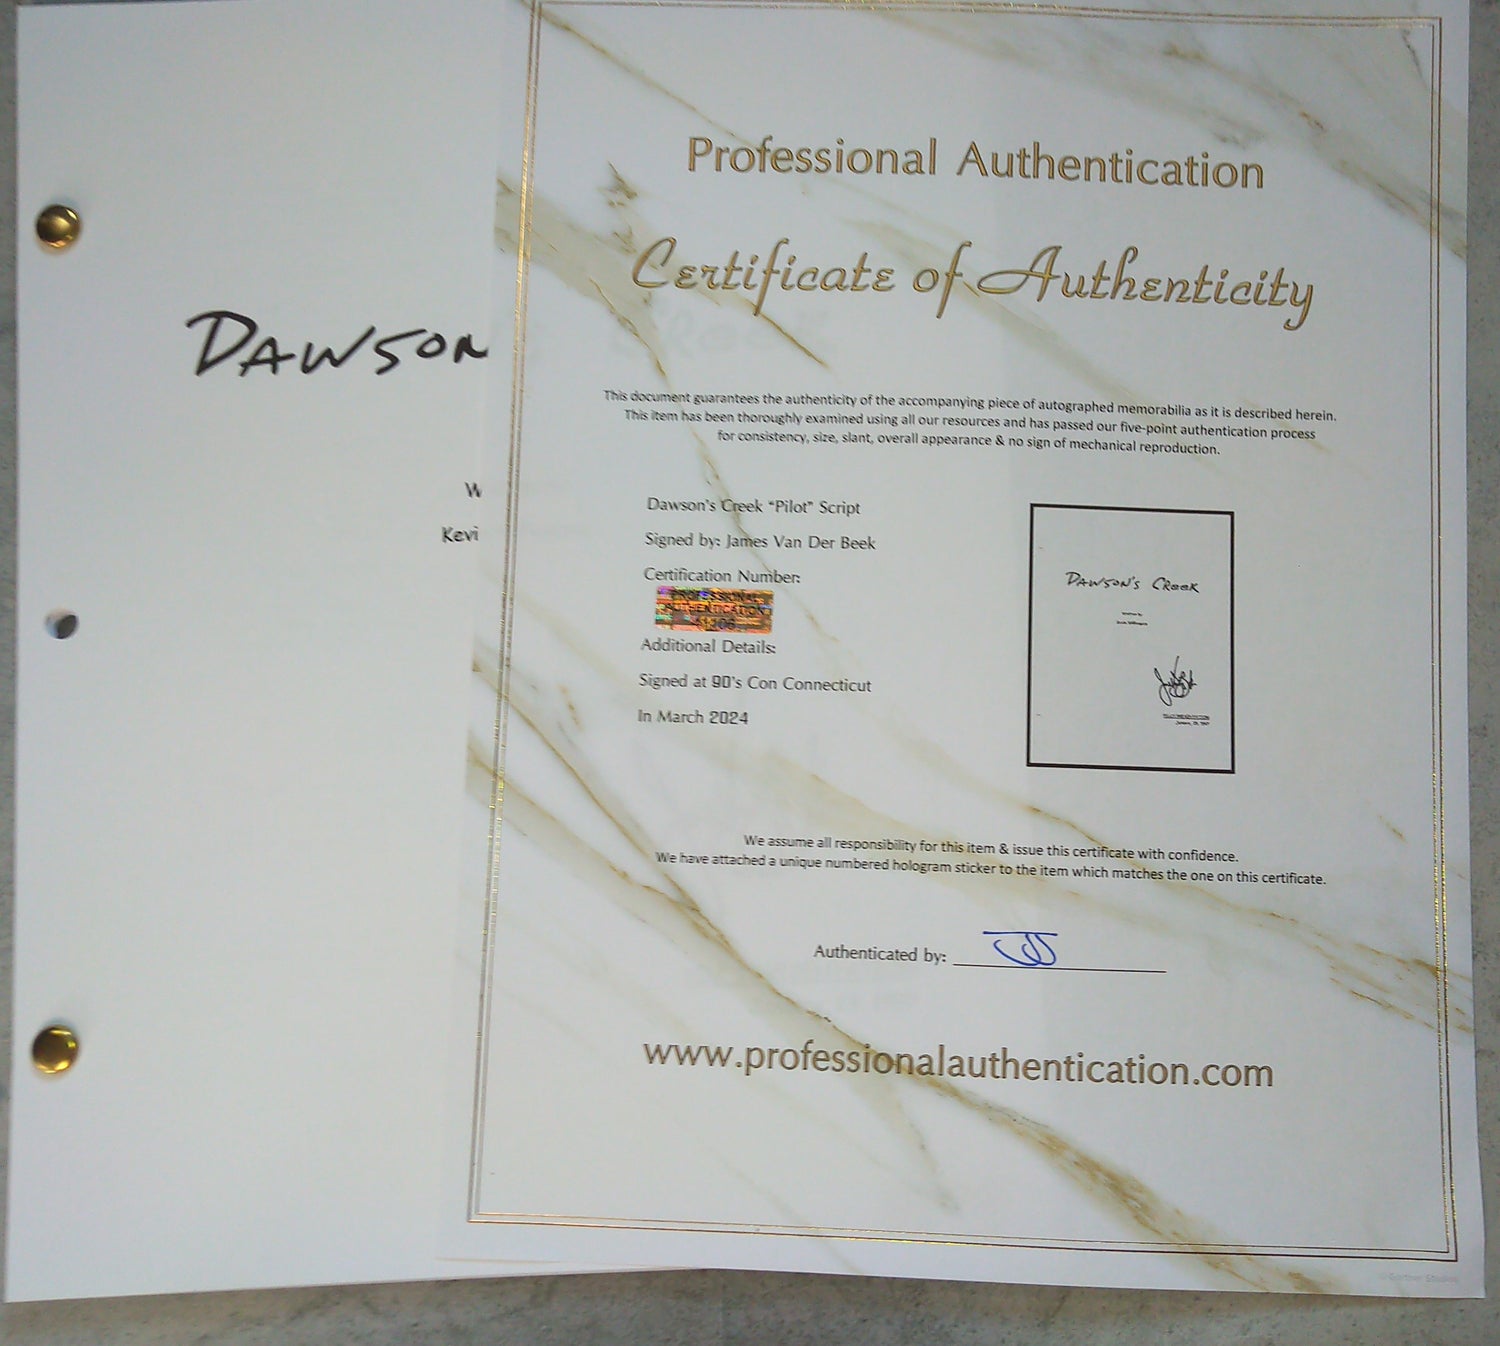 DAWSON
W
Kevi
Professional Authentication
Certificate of Authenticity
This document guarantees the authenticity of the accompanying piece of autographed memorabilia as it is described herein.
This item has been thoroughly examined using all our resources and has passed our five-point authentication process
for consistency, size, slant, overall appearance & no sign of mechanical reproduction.
Dawson's Creek "Pilot" Script
Signed by: James Van Der Beek
Certification Number:
PROFESSIONAL
AUTHENTICATION
Additional Details:
Signed at 90's Con Connecticut
In March 2024
DAWSON'S CREEK
We assume all responsibility for this item & issue this certificate with confidence.
We have attached a unique numbered hologram sticker to the item which matches the one on this certificate.
Authenticated by:
www.professionalauthentication.com